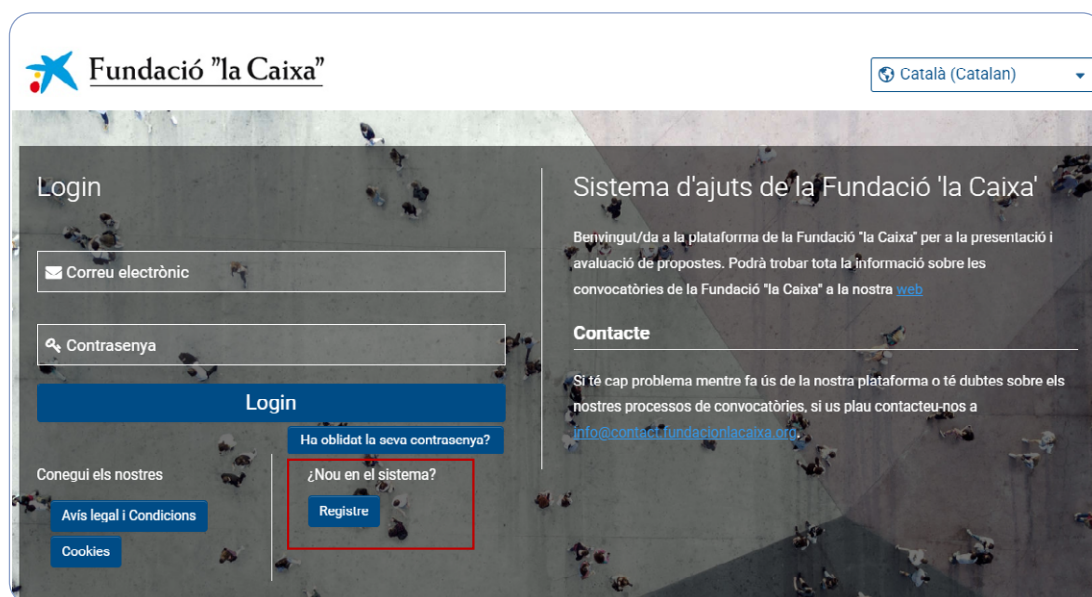 Fundació "la Caixa"
Català (Catalan)
Login
Correu electrònic
Contrasenya
Login
Ha oblidat la seva contrasenya?
Conegui els nostres
Avís legal i Condicions
Cookies
¿Nou en el sistema?
Registre
Sistema d'ajuts de la Fundació 'la Caixa'
Benvingut/da a la plataforma de la Fundació "la Caixa" per a la presentació i
avaluació de propostes. Podrà trobar tota la informació sobre les
convocatòries de la Fundació "la Caixa" a la nostra web
Contacte
Si té cap problema mentre fa ús de la nostra plataforma o té dubtes sobre els
nostres processos de convocatòries, si us plau contacteu-nos a
info@contact.fundacionlacaixa.org.